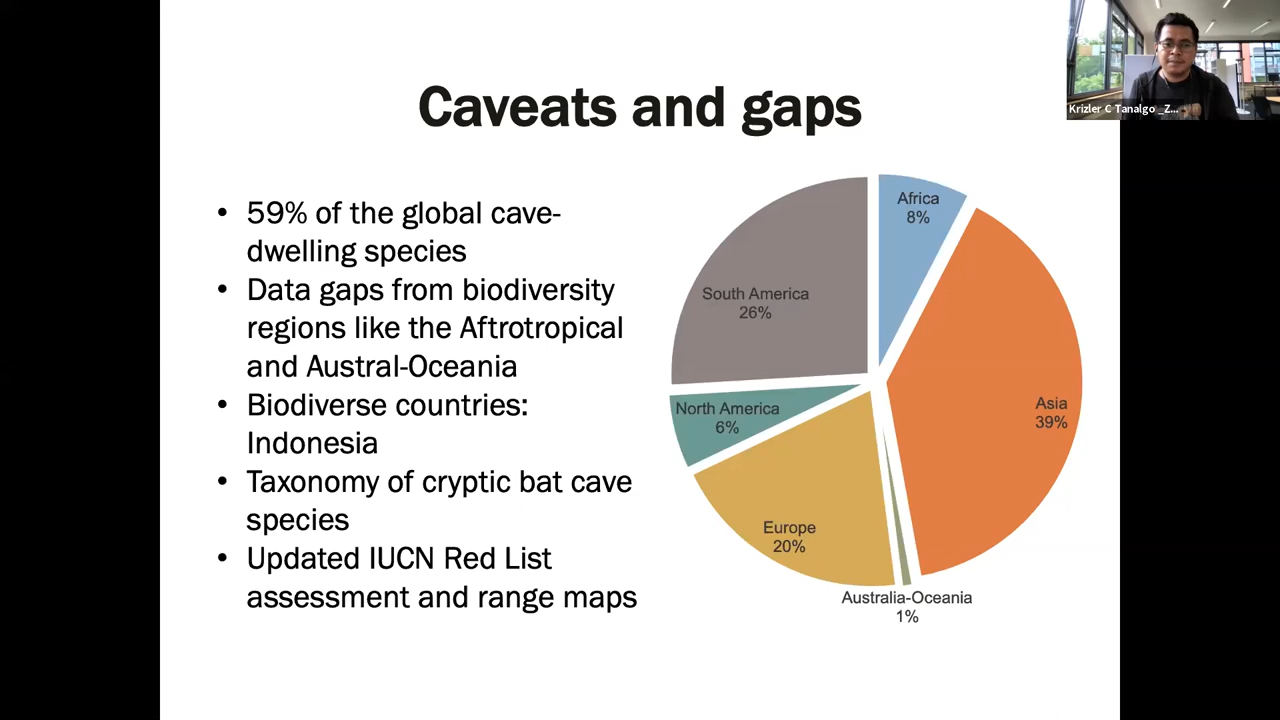 Krizler C Tanalgo _Z...
Caveats and gaps
• 59% of the global cave-
dwelling species
• Data gaps from biodiversity
regions like the Aftrotropical
and Austral-Oceania
• Biodiverse countries:
Indonesia
• Taxonomy of cryptic bat cave
species
• Updated IUCN Red List
assessment and range maps
Africa
8%
Asia
39%
Australia-Oceania
1%
Europe
20%
North America
6%
South America
26%